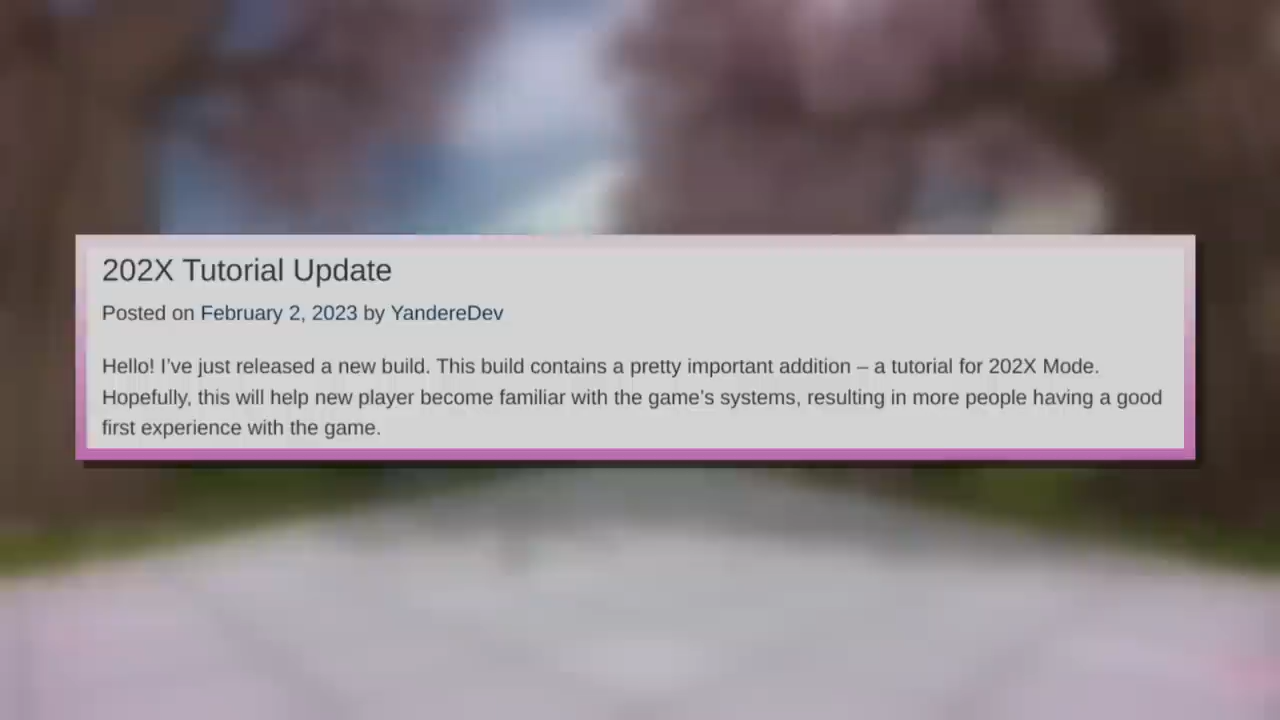 202X Tutorial Update
Posted on February 2, 2023 by YandereDev
Hello! I’ve just released a new build. This build contains a pretty important addition – a tutorial for 202X Mode.
Hopefully, this will help new player become familiar with the game’s systems, resulting in more people having a good
first experience with the game.